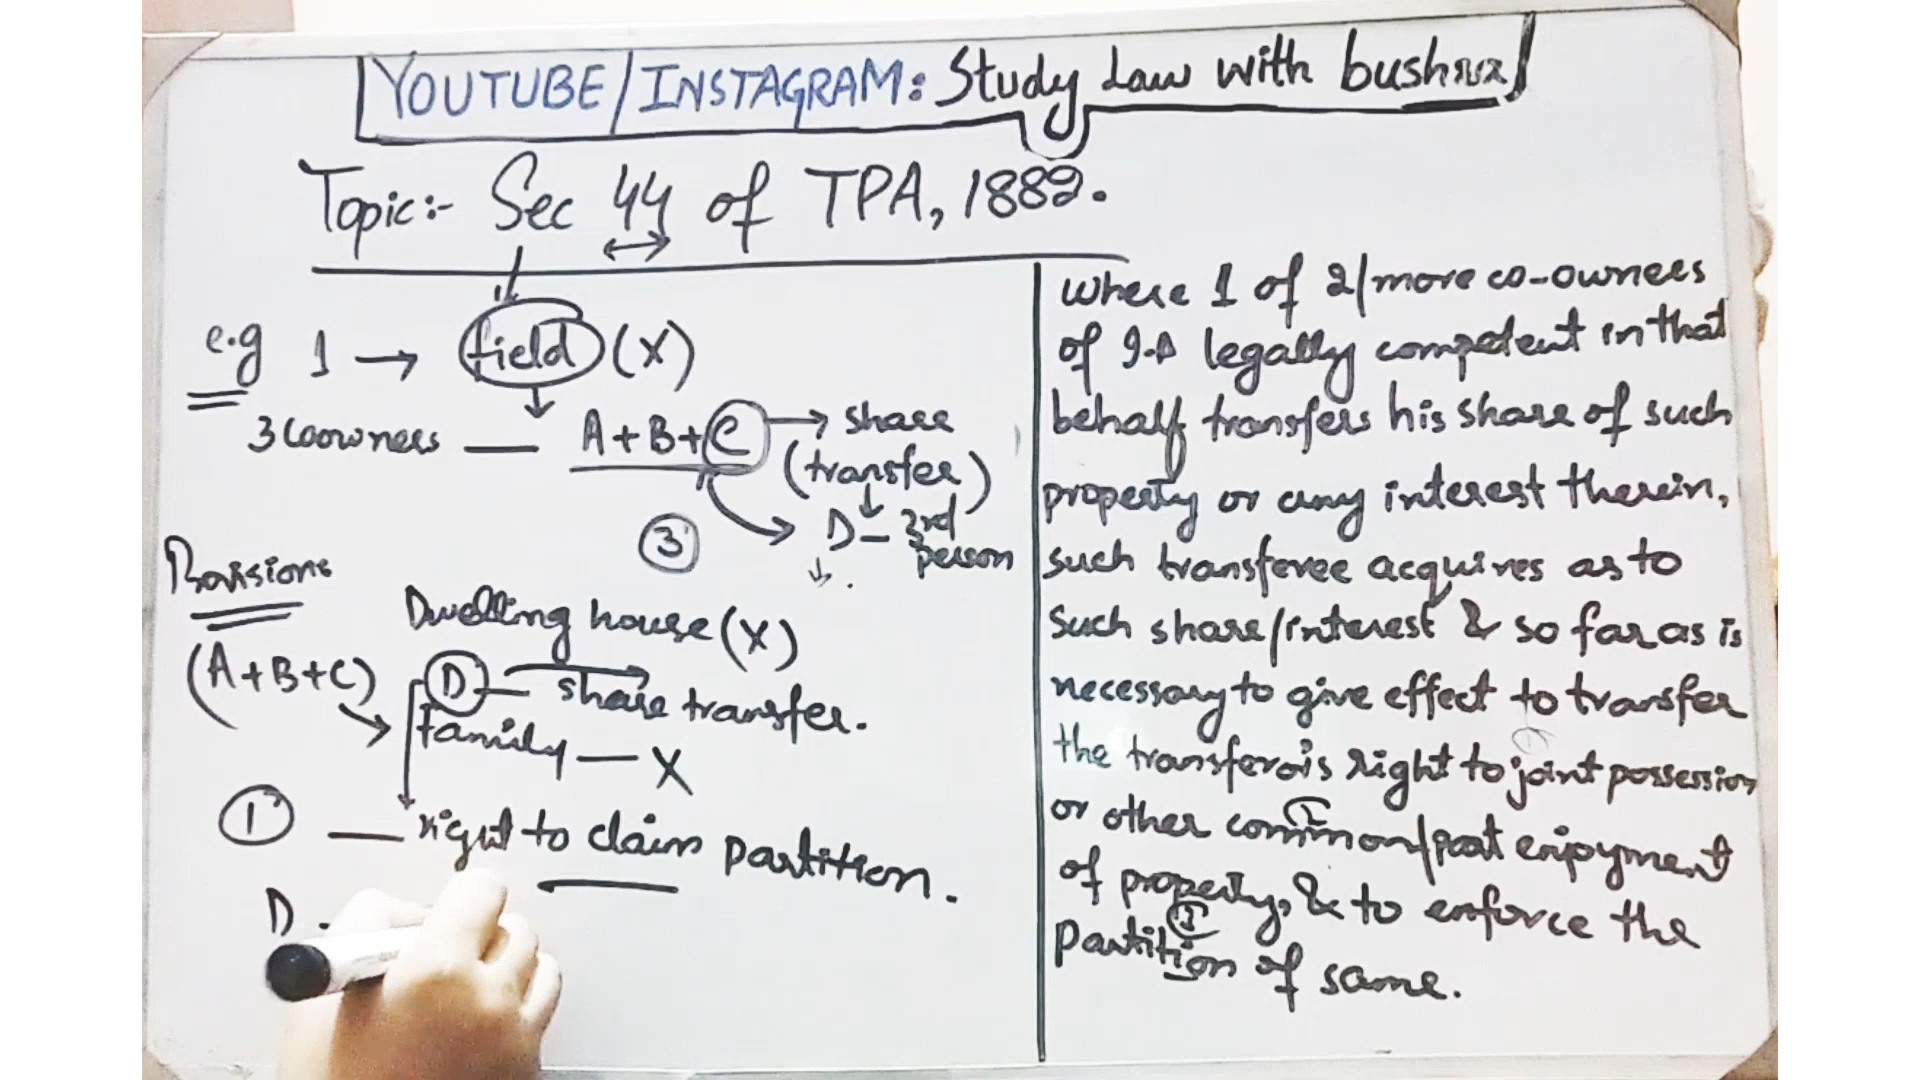 YOUTUBE/INSTAGRAM: Study Law with bushra
Topic:- Sec 44 of TPA, 1882.
e.g 1 → field (X)
3 Coowners — A+B+C → share
(transfer)
③ D — 3rd
person
Provisions
Dwelling house (X)
(A+B+C) D — share transfer.
family — X
① — right to claim partition.
D
where 1 of 2/more co-owners
of I.P legally competent in that
behalf transfers his share of such
property or any interest therein,
such transferee acquires as to
such share/interest & so far as is
necessary to give effect to transfer
the transferor's right to joint possession
or other common/part enjoyment
of property, & to enforce the
partition of same.